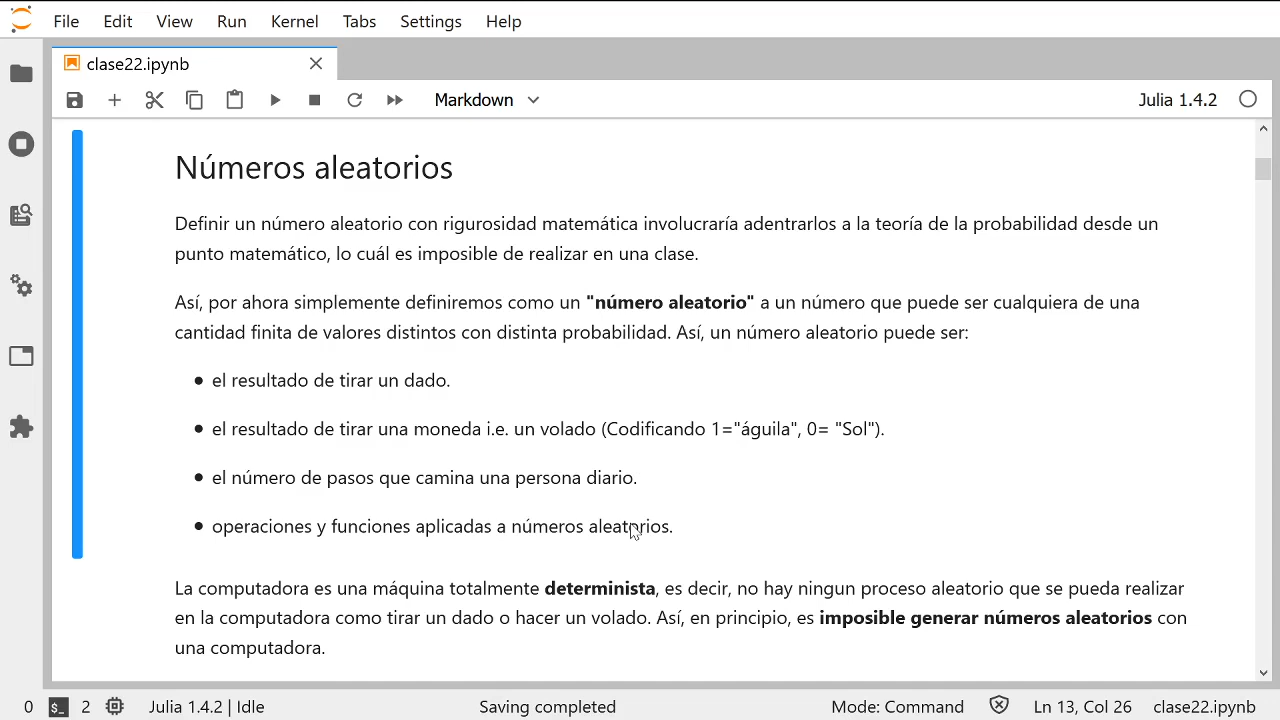 File Edit View Run Kernel Tabs Settings Help
clase22.ipynb
Markdown
Julia 1.4.2
Números aleatorios
Definir un número aleatorio con rigurosidad matemática involucraría adentrarlos a la teoría de la probabilidad desde un
punto matemático, lo cuál es imposible de realizar en una clase.
Así, por ahora simplemente definiremos como un "número aleatorio" a un número que puede ser cualquiera de una
cantidad finita de valores distintos con distinta probabilidad. Así, un número aleatorio puede ser:
• el resultado de tirar un dado.
• el resultado de tirar una moneda i.e. un volado (Codificando 1="águila", 0= "Sol").
• el número de pasos que camina una persona diario.
• operaciones y funciones aplicadas a números aleatorios.
La computadora es una máquina totalmente determinista, es decir, no hay ningun proceso aleatorio que se pueda realizar
en la computadora como tirar un dado o hacer un volado. Así, en principio, es imposible generar números aleatorios con
una computadora.
0 $_ 2 Julia 1.4.2 | Idle Saving completed Mode: Command Ln 13, Col 26 clase22.ipynb